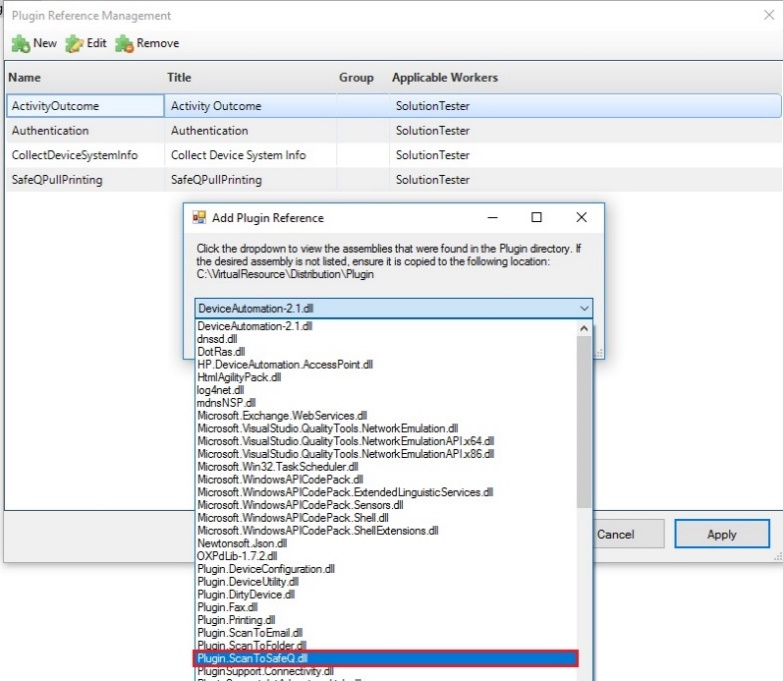 Plugin Reference Management
New Edit Remove
Name Title Group Applicable Workers
ActivityOutcome Activity Outcome SolutionTester
Authentication Authentication SolutionTester
CollectDeviceSystemInfo Collect Device System Info SolutionTester
SafeQPullPrinting SafeQPullPrinting SolutionTester
Add Plugin Reference
Click the dropdown to view the assemblies that were found in the Plugin directory. If
the desired assembly is not listed, ensure it is copied to the following location:
C:\VirtualResource\Distribution\Plugin
DeviceAutomation-2.1.dll
DeviceAutomation-2.1.dll
dnssd.dll
DotRas.dll
HP.DeviceAutomation.AccessPoint.dll
HtmlAgilityPack.dll
log4net.dll
mdnsNSP.dll
Microsoft.Exchange.WebServices.dll
Microsoft.VisualStudio.QualityTools.NetworkEmulation.dll
Microsoft.VisualStudio.QualityTools.NetworkEmulationAPI.x64.dll
Microsoft.VisualStudio.QualityTools.NetworkEmulationAPI.x86.dll
Microsoft.Win32.TaskScheduler.dll
Microsoft.WindowsAPICodePack.dll
Microsoft.WindowsAPICodePack.ExtendedLinguisticServices.dll
Microsoft.WindowsAPICodePack.Sensors.dll
Microsoft.WindowsAPICodePack.Shell.dll
Microsoft.WindowsAPICodePack.ShellExtensions.dll
Newtonsoft.Json.dll
OXPdLib-1.7.2.dll
Plugin.DeviceConfiguration.dll
Plugin.DeviceUtility.dll
Plugin.DirtyDevice.dll
Plugin.Fax.dll
Plugin.Printing.dll
Plugin.ScanToEmail.dll
Plugin.ScanToFolder.dll
Plugin.ScanToSafeQ.dll
PluginSupport.Connectivity.dll
Cancel Apply